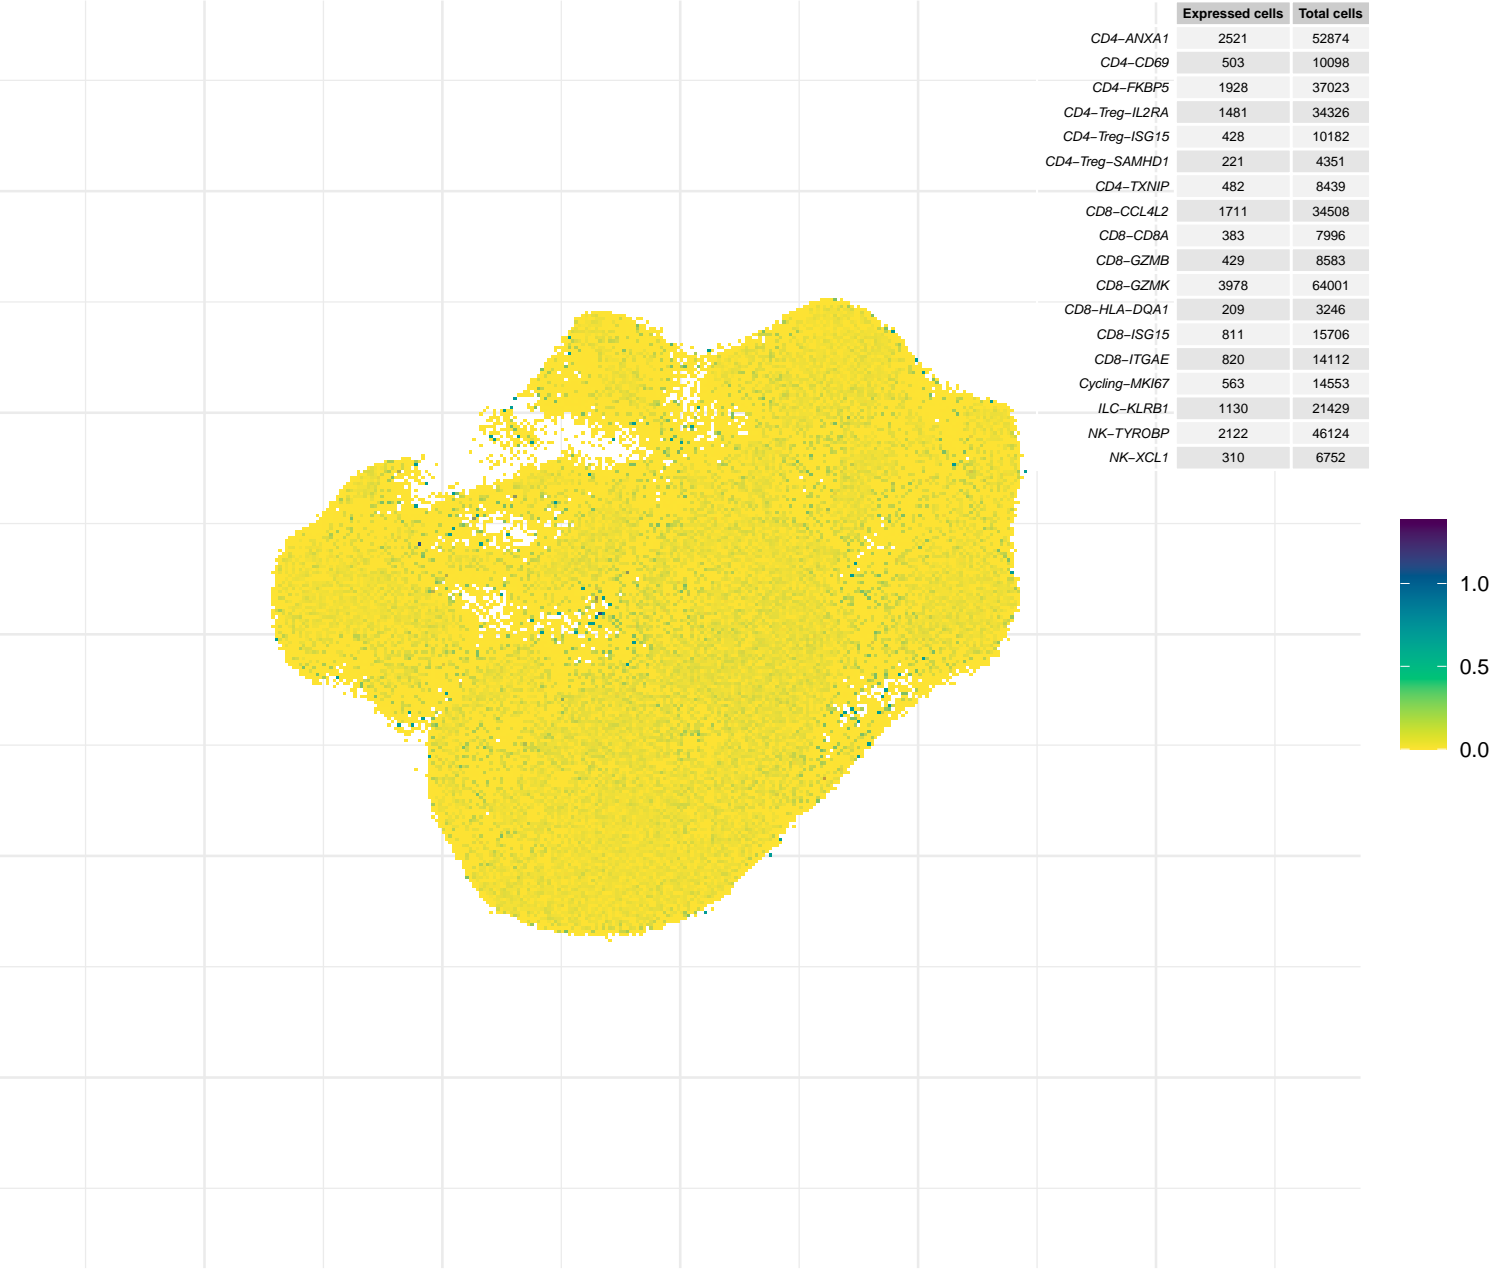 Expressed cells Total cells
CD4−ANXA1 2521 52874
CD4−CD69 503 10098
CD4−FKBP5 1928 37023
CD4−Treg−IL2RA 1481 34326
CD4−Treg−ISG15 428 10182
CD4−Treg−SAMHD1 221 4351
CD4−TXNIP 482 8439
CD8−CCL4L2 1711 34508
CD8−CD8A 383 7996
CD8−GZMB 429 8583
CD8−GZMK 3978 64001
CD8−HLA−DQA1 209 3246
CD8−ISG15 811 15706
CD8−ITGAE 820 14112
Cycling−MKI67 563 14553
ILC−KLRB1 1130 21429
NK−TYROBP 2122 46124
NK−XCL1 310 6752
1.0
0.5
0.0